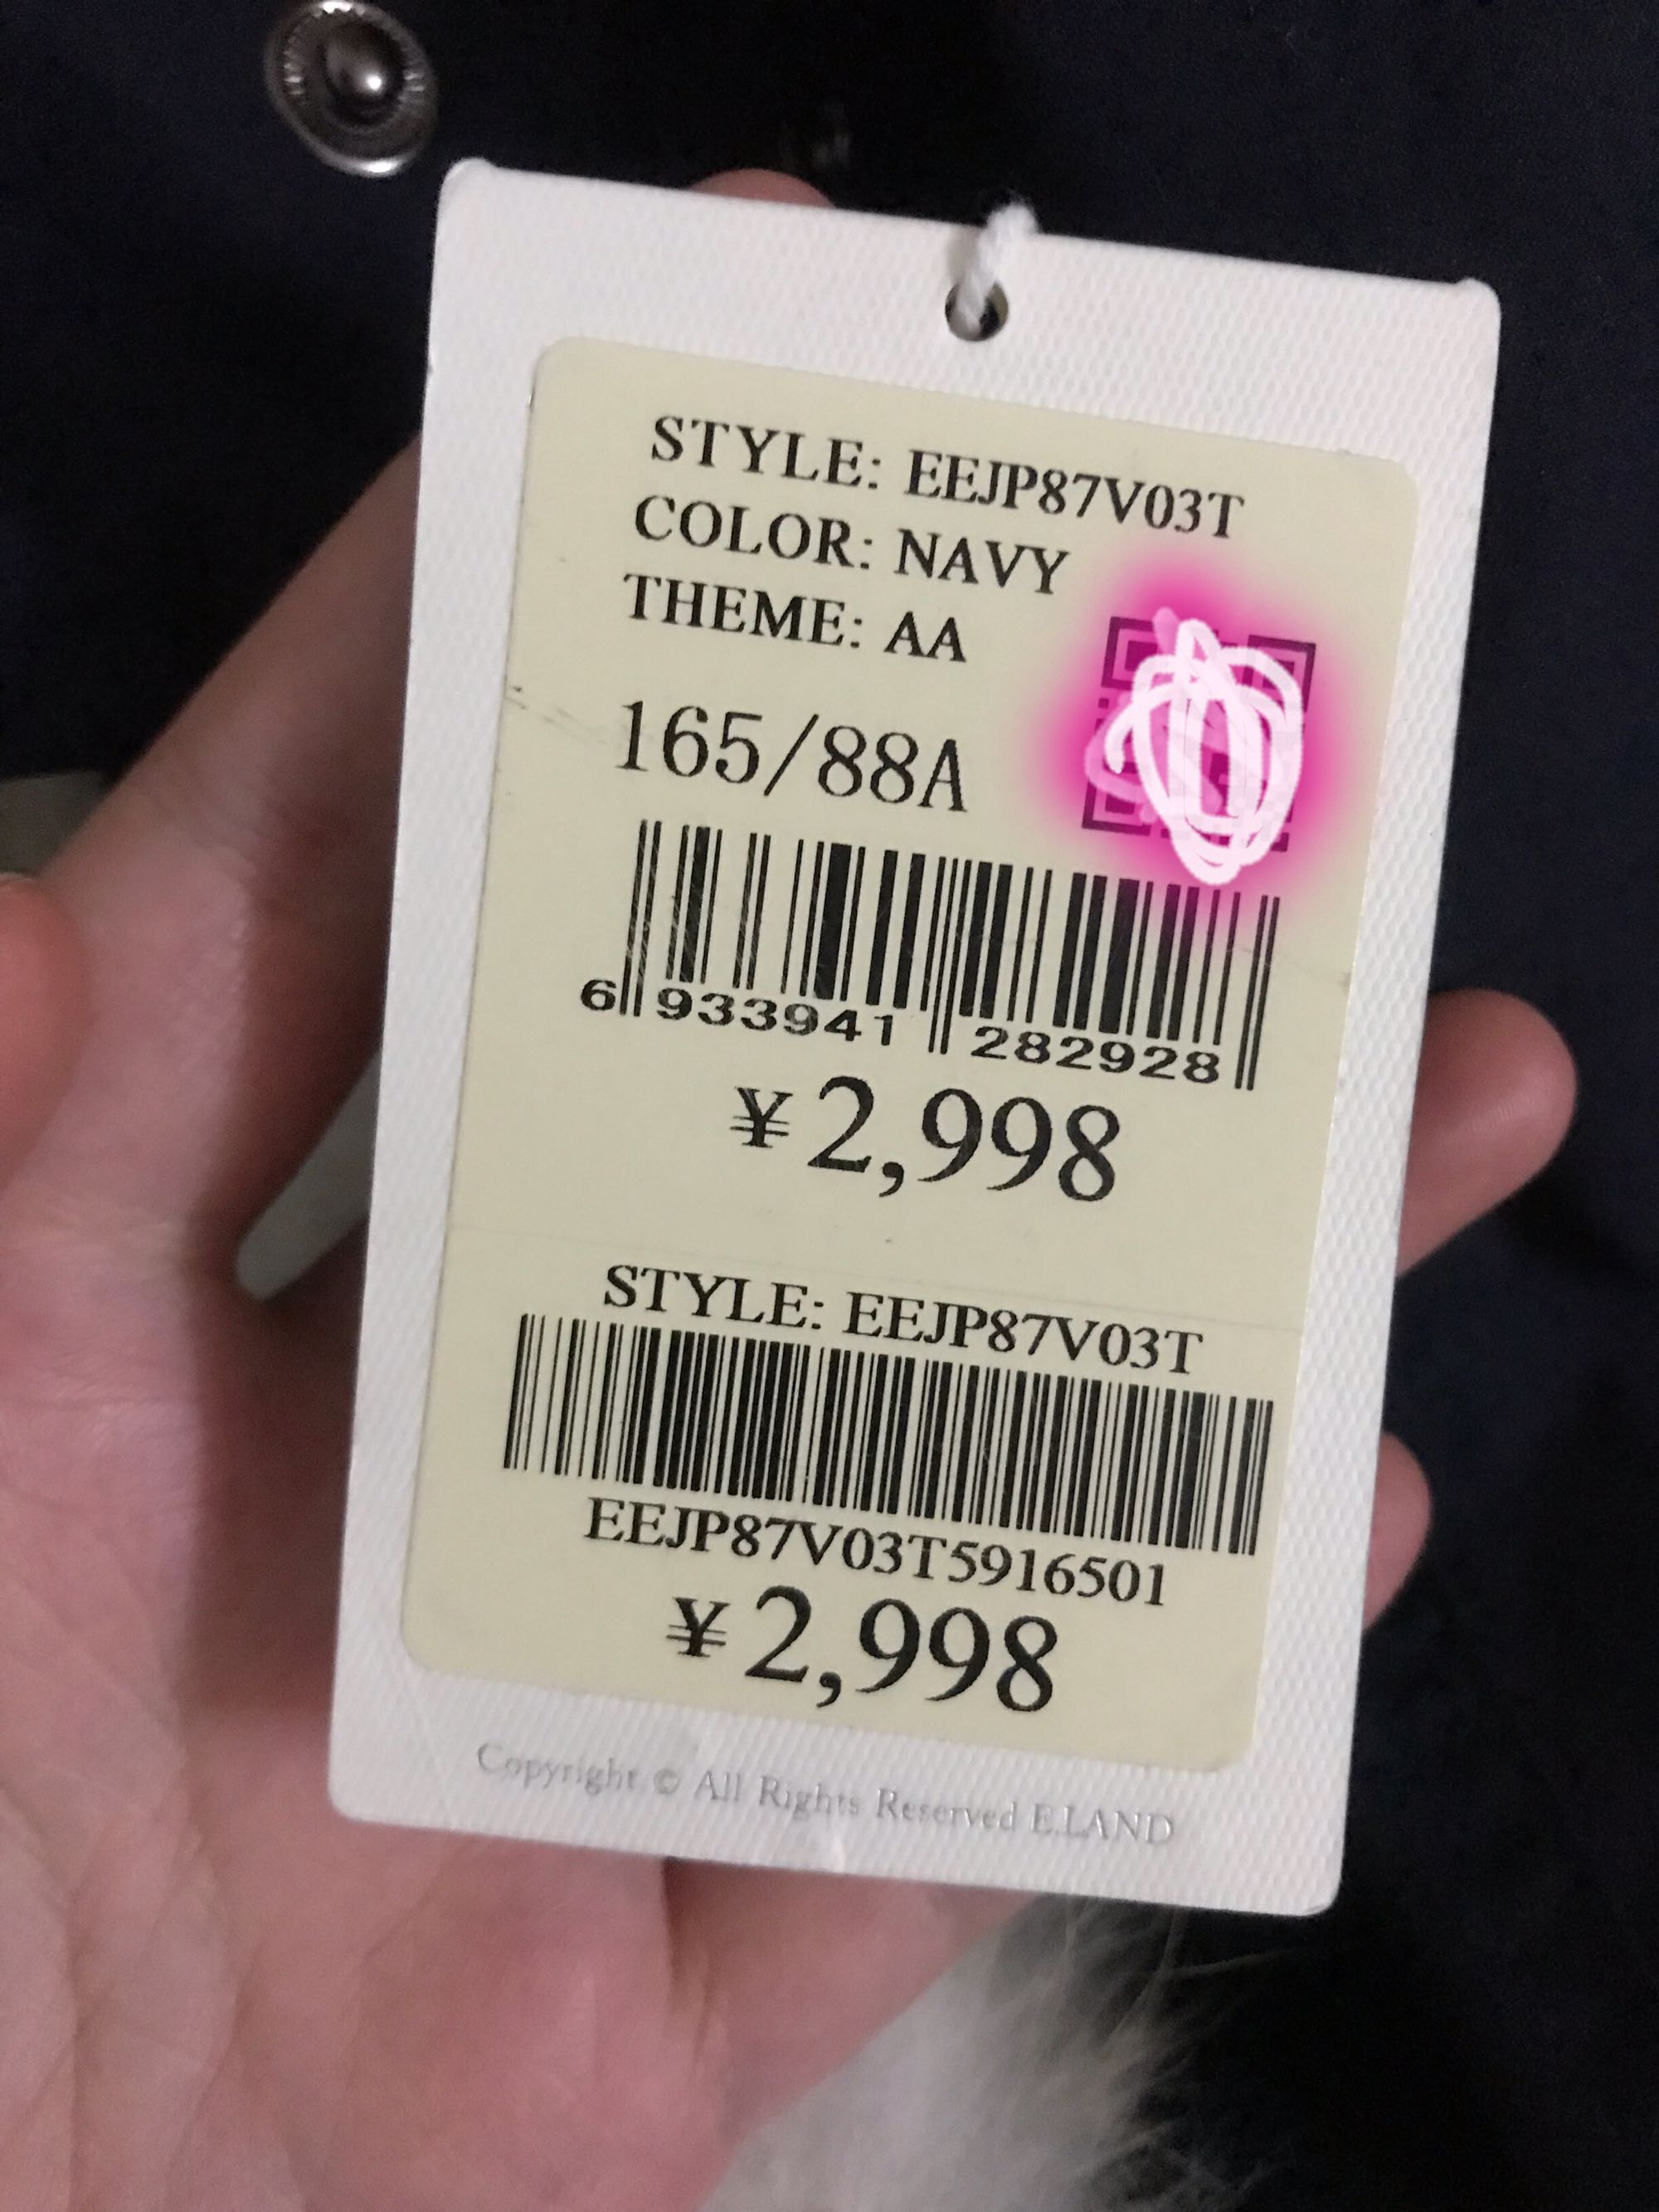 STYLE: EEJP87V03T
COLOR: NAVY
THEME: AA
165/88A
6 933941 282928
¥2,998
STYLE: EEJP87V03T
EEJP87V03T5916501
¥2,998
Copyright © All Rights Reserved E.LAND